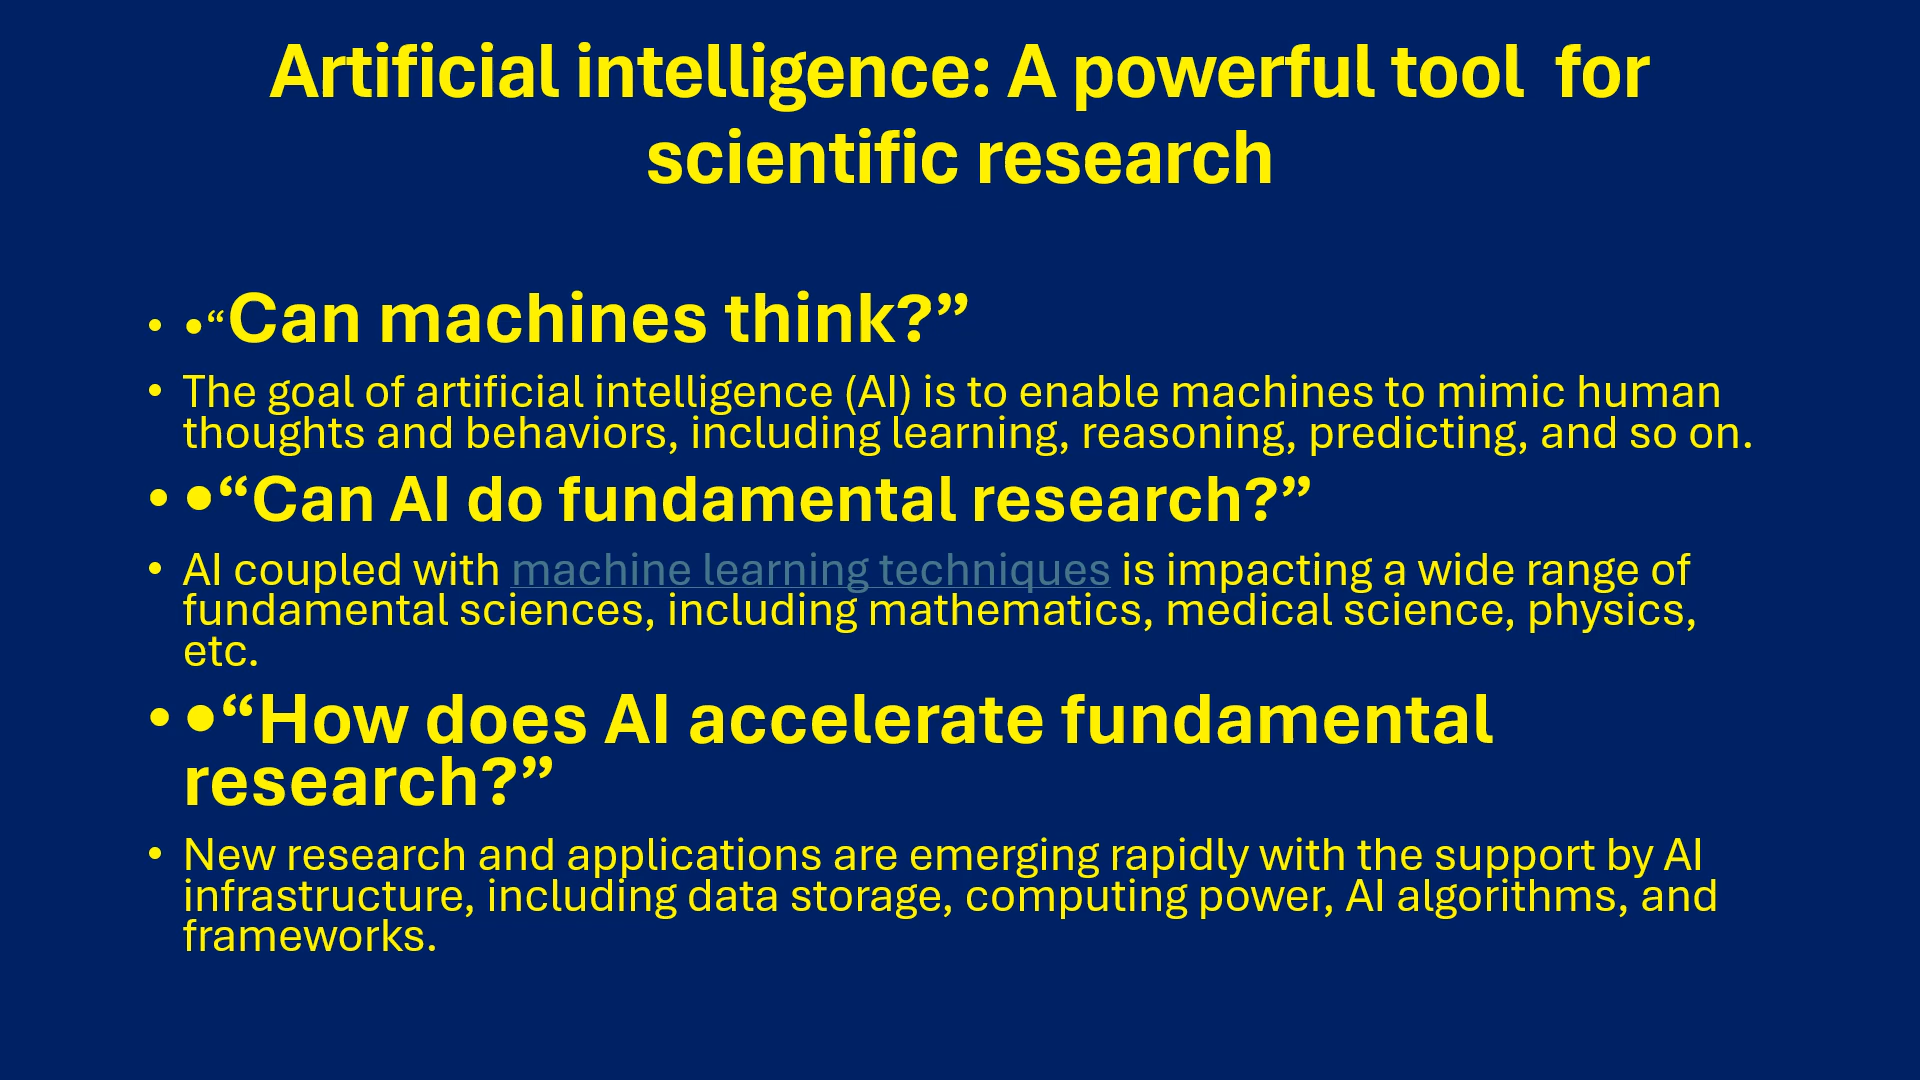 Artificial intelligence: A powerful tool  for
scientific research
• •“Can machines think?”
• The goal of artificial intelligence (AI) is to enable machines to mimic human
thoughts and behaviors, including learning, reasoning, predicting, and so on.
• •“Can AI do fundamental research?”
• AI coupled with machine learning techniques is impacting a wide range of
fundamental sciences, including mathematics, medical science, physics,
etc.
• •“How does AI accelerate fundamental
research?”
• New research and applications are emerging rapidly with the support by AI
infrastructure, including data storage, computing power, AI algorithms, and
frameworks.